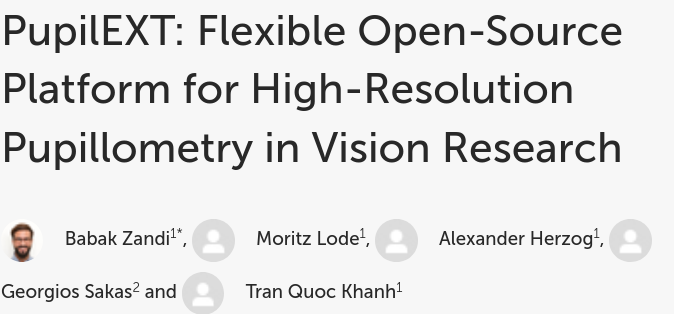 PupilEXT: Flexible Open-Source
Platform for High-Resolution
Pupillometry in Vision Research
Babak Zandi1*, Moritz Lode1, Alexander Herzog1,
Georgios Sakas2 and Tran Quoc Khanh1